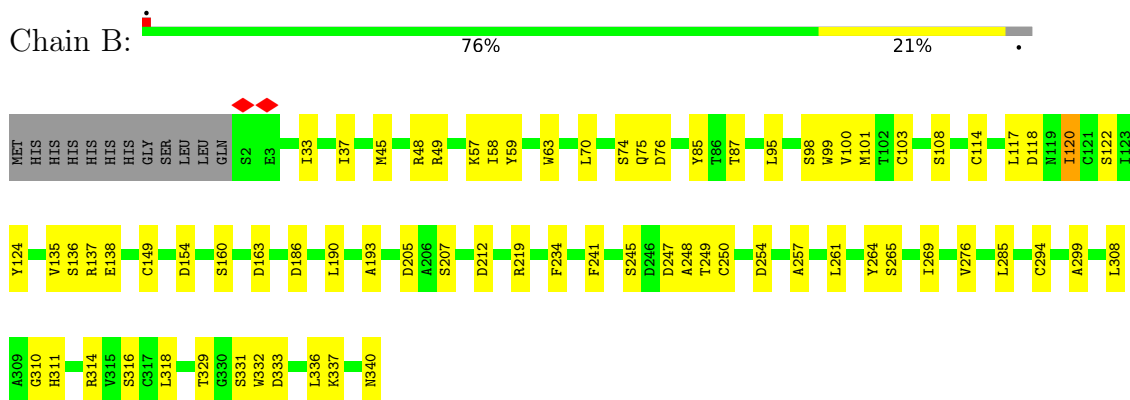 Chain B:
76%
21%
MET HIS HIS HIS HIS HIS HIS GLY SER LEU LEU GLN S2 E3 I33 I37 M45 R48 R49 K57 I58 Y59 W63 L70 S74 Q75 D76 Y85 T86 T87 L95 S98 W99 V100 M101 T102 C103 S108 C114 L117 D118 N119 I120 C121 S122 I123
Y124 V135 S136 R137 E138 C149 D154 S160 D163 D186 L190 A193 D205 A206 S207 D212 R219 F234 F241 S245 D246 D247 A248 T249 C250 D254 A257 L261 Y264 S265 I269 V276 L285 C294 A299 L308
A309 G310 H311 R314 V315 S316 C317 L318 T329 G330 S331 W332 D333 L336 K337 N340